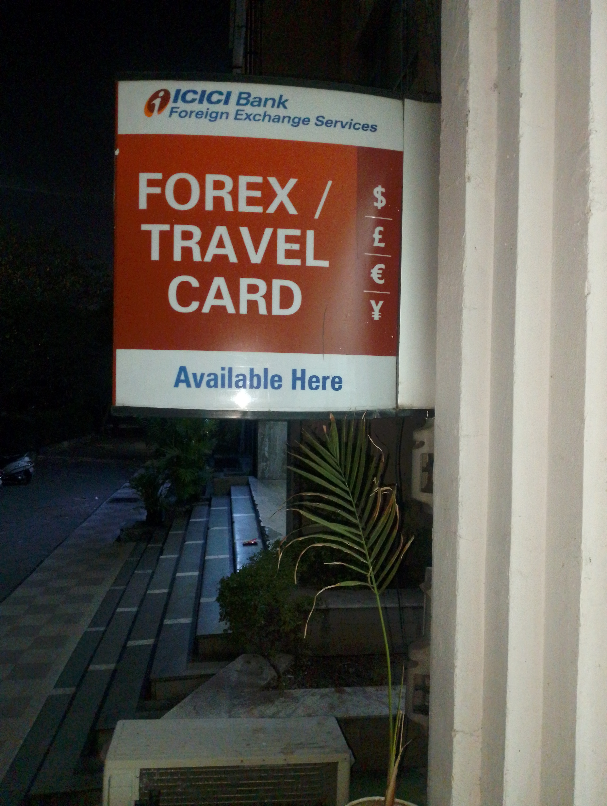 ICICI Bank
Foreign Exchange Services
FOREX /
TRAVEL
CARD
$
£
€
¥
Available Here